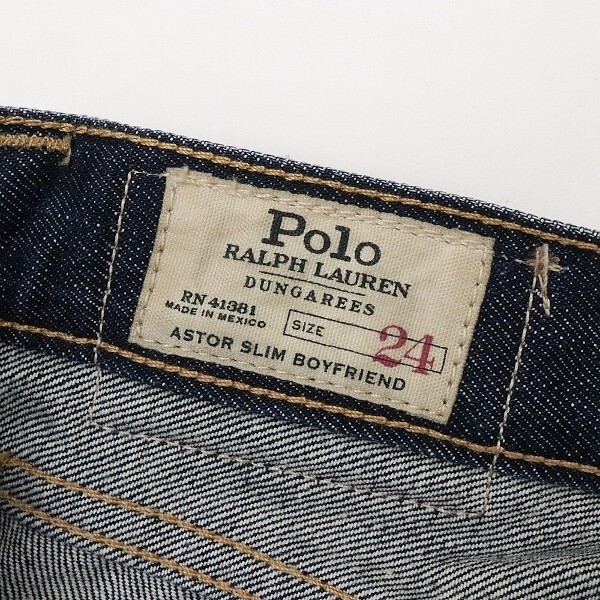 Polo
RALPH LAUREN
DUNGAREES
RN 41381
MADE IN MEXICO
SIZE 24
ASTOR SLIM BOYFRIEND